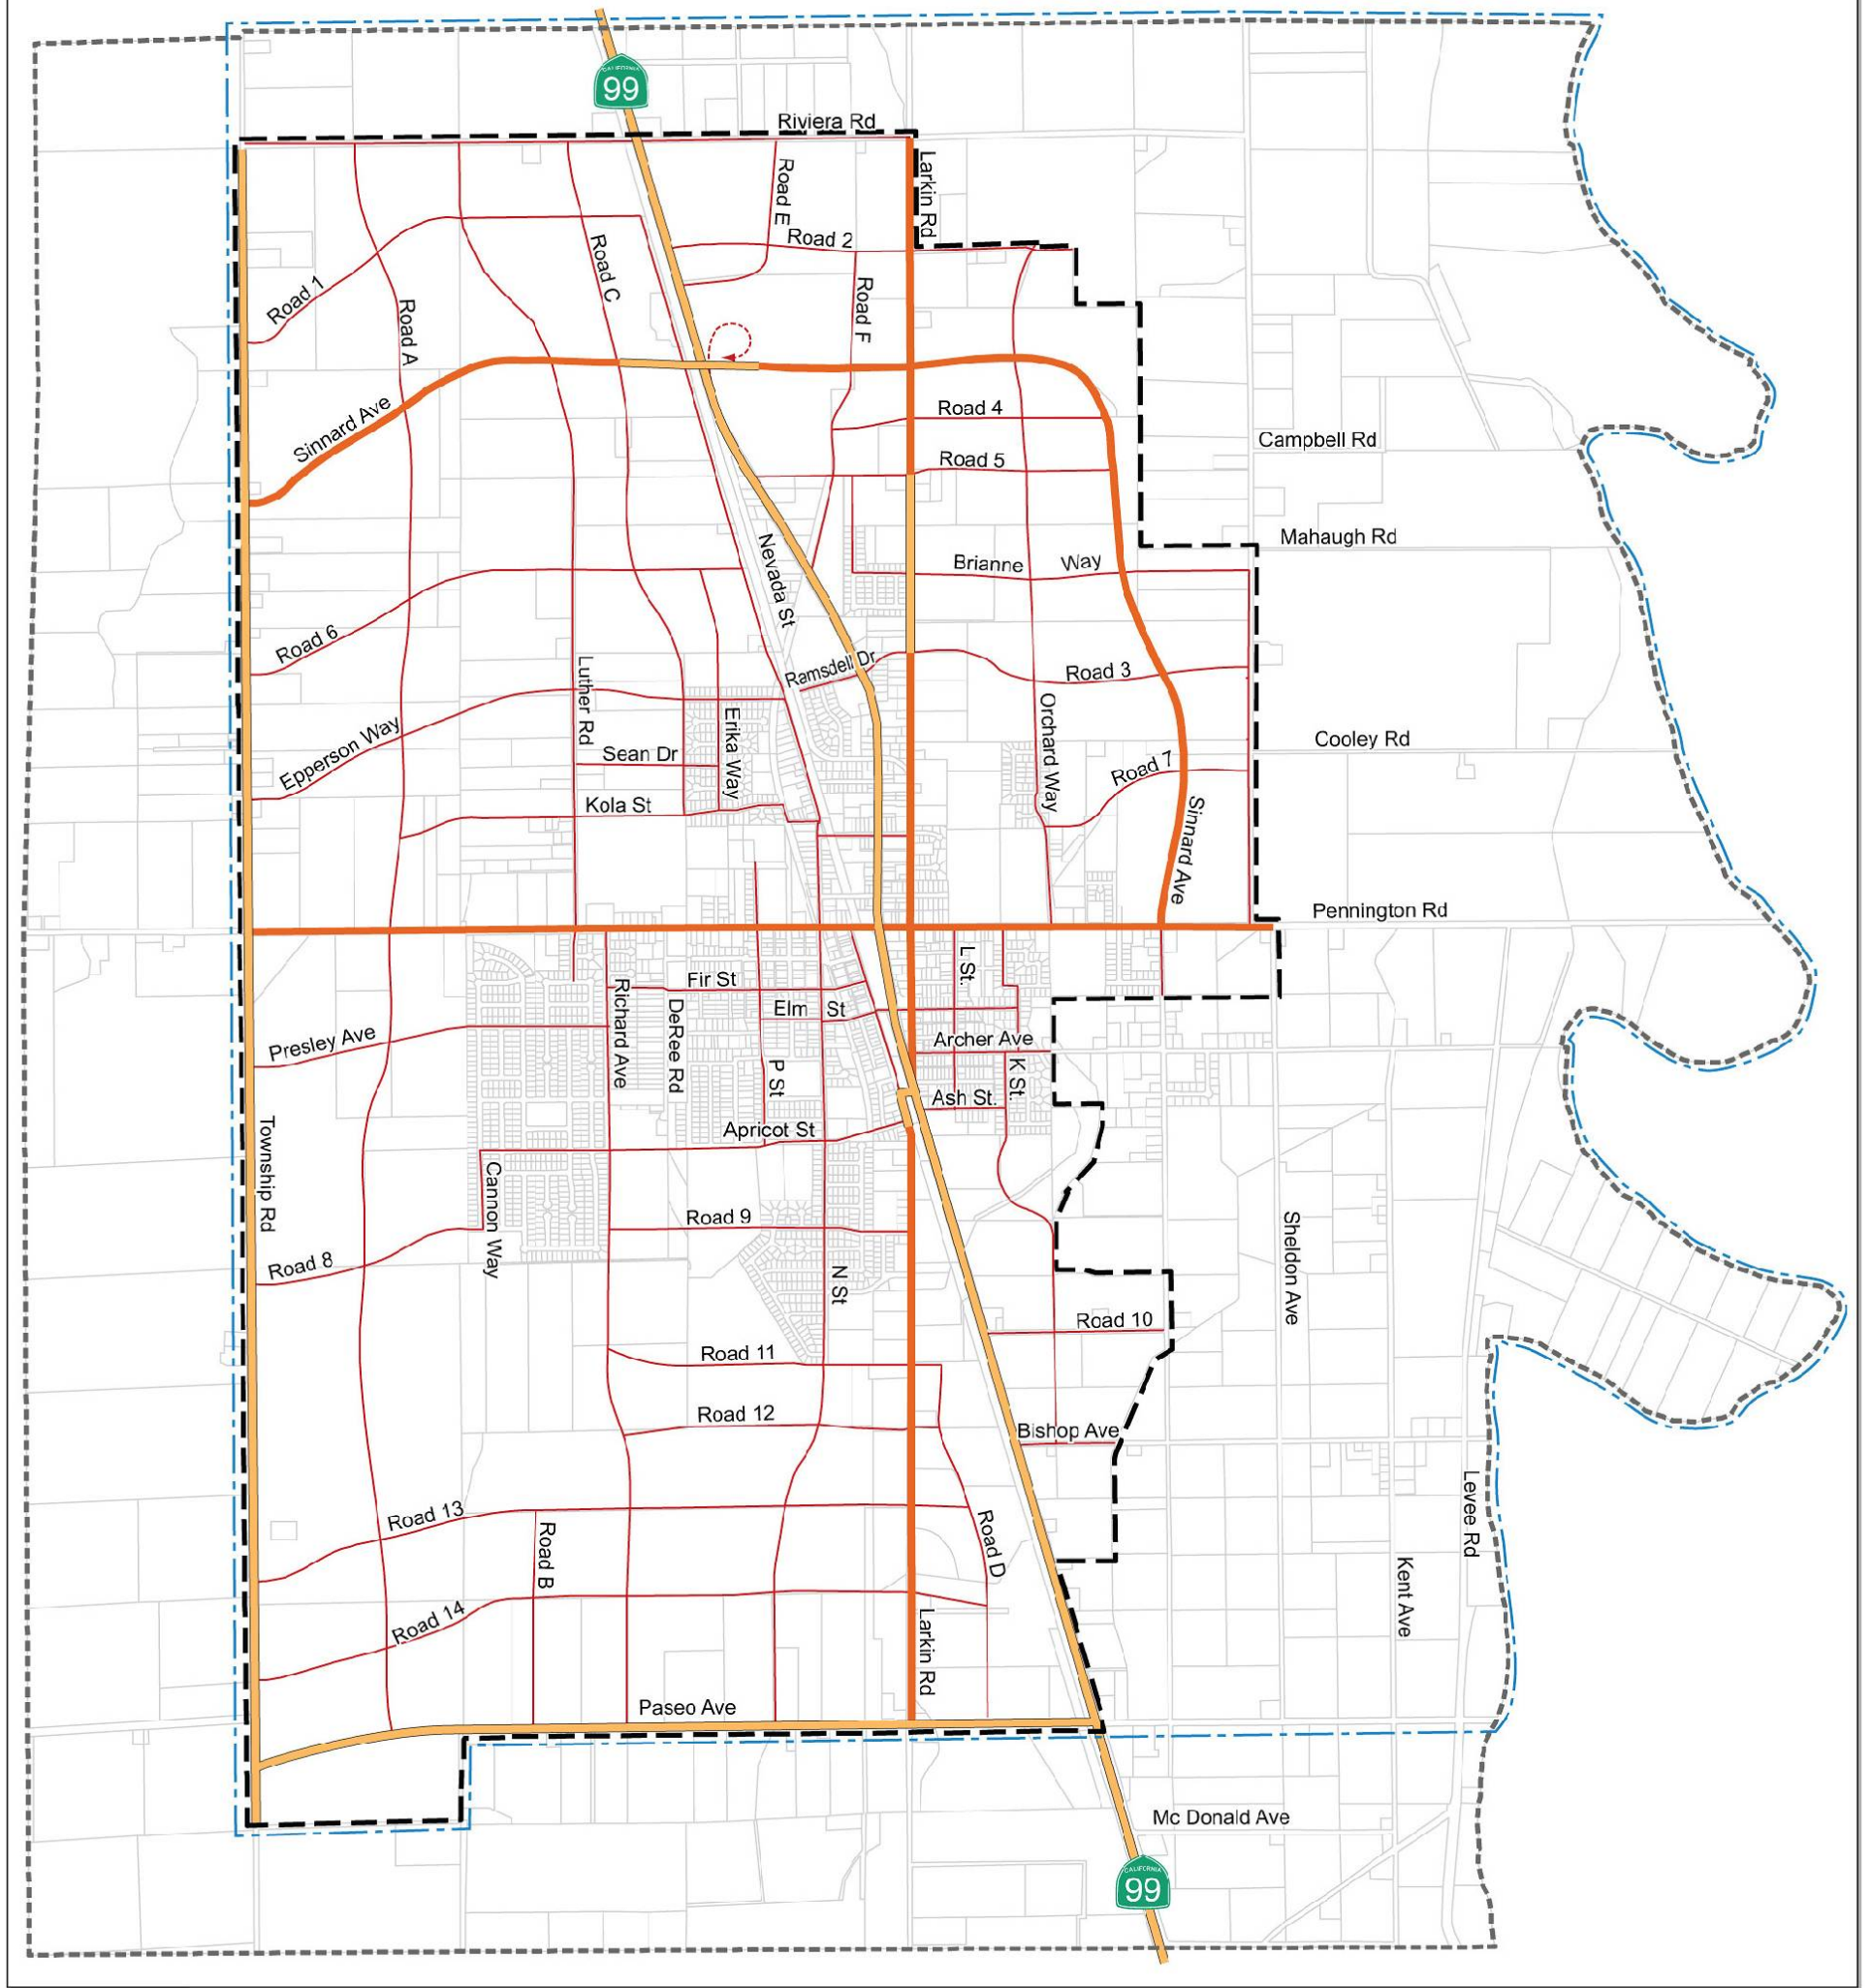 CALIFORNIA
99
Riviera Rd
Larkin Rd
Road E
Road 2
Road C
Road F
Road 1
Road A
Sinnard Ave
Road 4
Road 5
Campbell Rd
Mahaugh Rd
Nevada St
Brianne Way
Road 6
Ramsdell Dr
Road 3
Luther Rd
Erika Way
Orchard Way
Epperson Way
Sean Dr
Cooley Rd
Road 7
Kola St
Sinnard Ave
Pennington Rd
L St.
Fir St
Richard Ave
DeRee Rd
Elm St
Presley Ave
Archer Ave
P St
K St.
Ash St.
Township Rd
Apricot St
Cannon Way
Road 9
Sheldon Ave
Road 8
N St
Road 10
Road 11
Road 12
Bishop Ave
Levee Rd
Road 13
Road B
Road D
Kent Ave
Road 14
Larkin Rd
Paseo Ave
Mc Donald Ave
CALIFORNIA
99